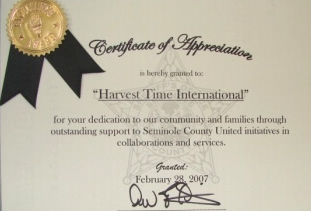 Certificate of Appreciation
is hereby granted to:
"Harvest Time International"
for your dedication to our community and families through
outstanding support to Seminole County United initiatives in
collaborations and services.
Granted:
February 28, 2007